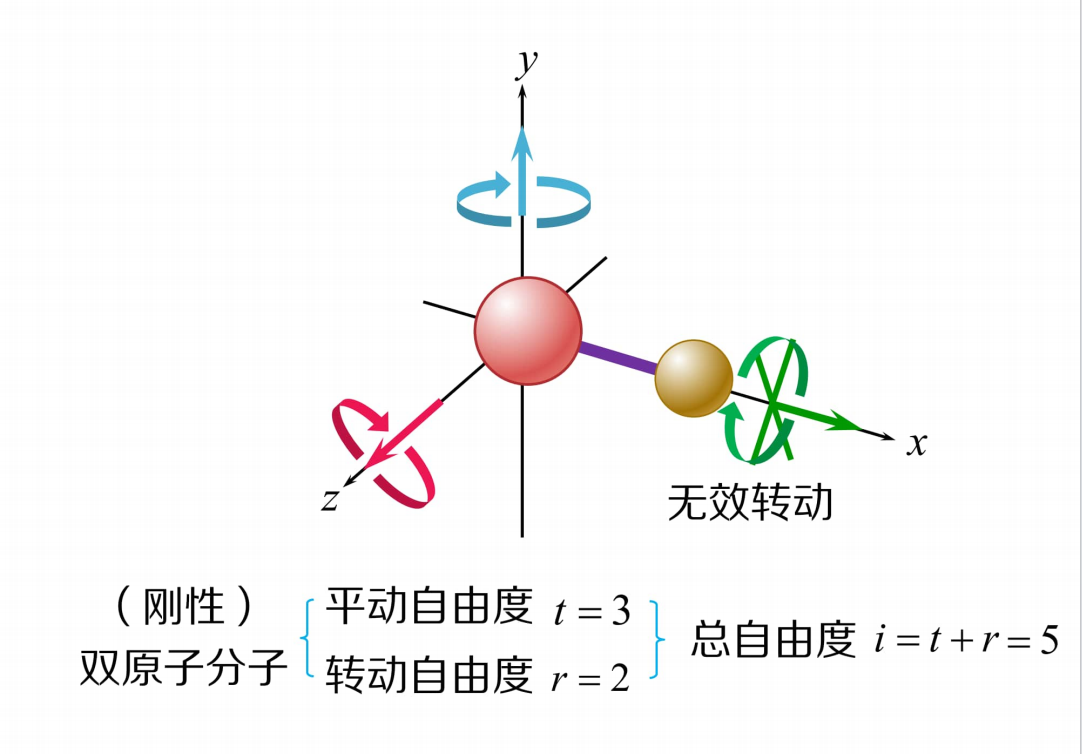 y
x
z
无效转动
（刚性）
双原子分子
平动自由度 t = 3
转动自由度 r = 2
总自由度 i = t + r = 5